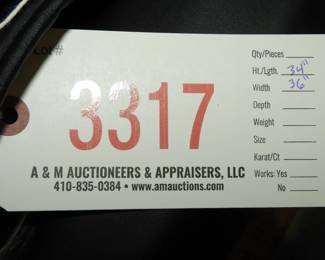 Lot#
3317
A & M AUCTIONEERS & APPRAISERS, LLC
410-835-0384 • www.amauctions.com
Qty/Pieces
Ht./Lgth. 34"
Width 36"
Depth
Weight
Size
Karat/Ct
Works: Yes
No